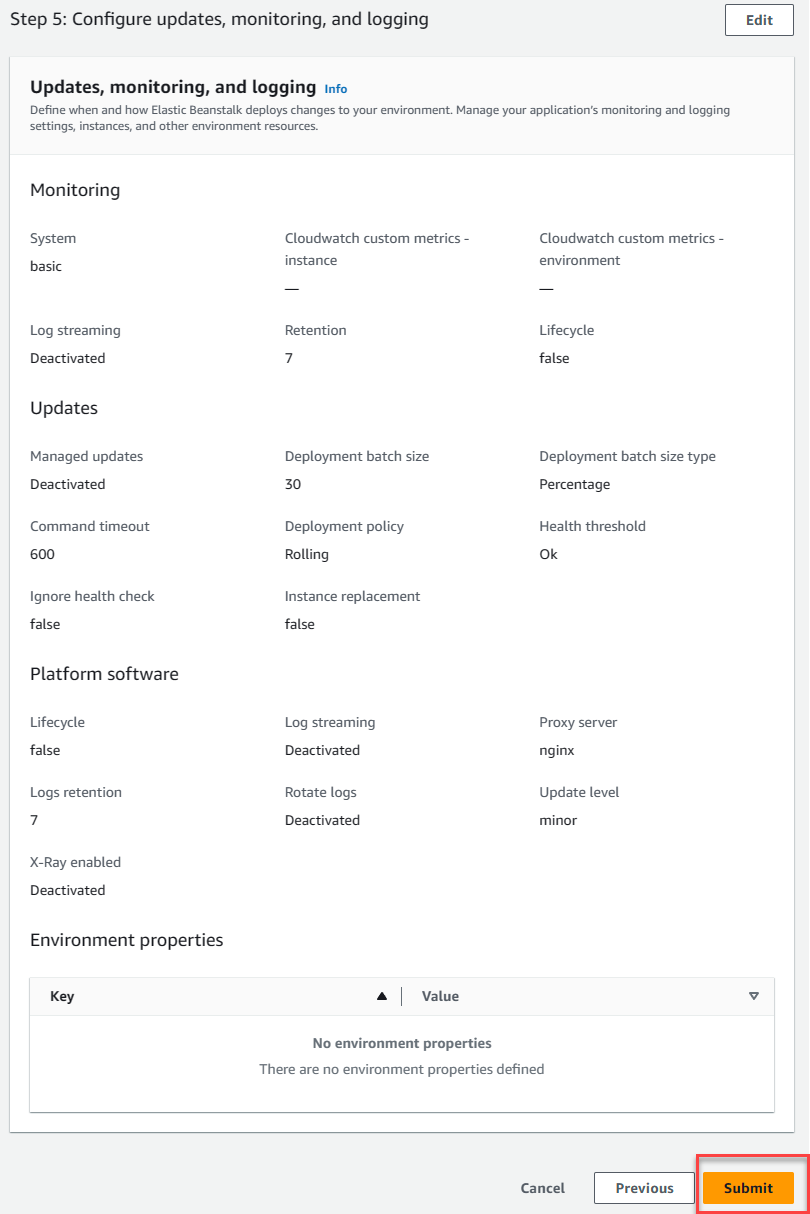 Step 5: Configure updates, monitoring, and logging
Edit
Updates, monitoring, and logging Info
Define when and how Elastic Beanstalk deploys changes to your environment. Manage your application's monitoring and logging
settings, instances, and other environment resources.
Monitoring
System
basic
Cloudwatch custom metrics -
instance
—
Cloudwatch custom metrics -
environment
—
Log streaming
Deactivated
Retention
7
Lifecycle
false
Updates
Managed updates
Deactivated
Deployment batch size
30
Deployment batch size type
Percentage
Command timeout
600
Deployment policy
Rolling
Health threshold
Ok
Ignore health check
false
Instance replacement
false
Platform software
Lifecycle
false
Log streaming
Deactivated
Proxy server
nginx
Logs retention
7
Rotate logs
Deactivated
Update level
minor
X-Ray enabled
Deactivated
Environment properties
Key
Value
No environment properties
There are no environment properties defined
Cancel
Previous
Submit